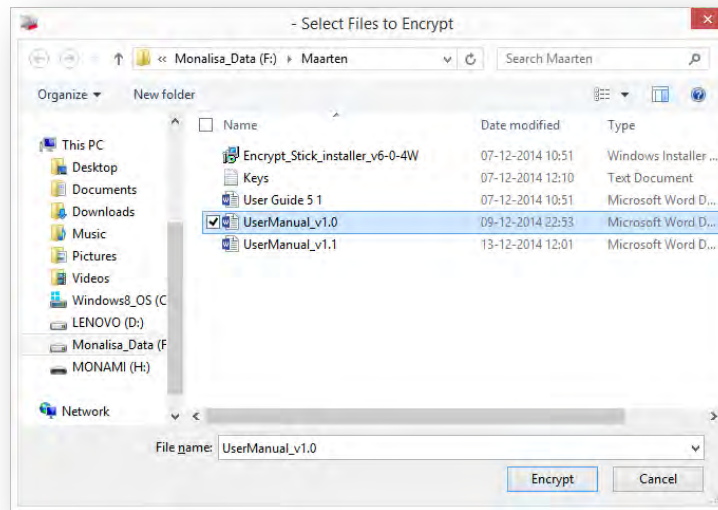 - Select Files to Encrypt
« Monalisa_Data (F:) Maarten
Search Maarten
Organize
New folder
Name Date modified Type
This PC
Desktop
Documents
Downloads
Music
Pictures
Videos
Windows8_OS (C
LENOVO (D:)
Monalisa_Data (F
MONAMI (H:)
Network
Encrypt_Stick_installer_v6-0-4W 07-12-2014 10:51 Windows Installer ...
Keys 07-12-2014 12:10 Text Document
User Guide 5 1 07-12-2014 10:51 Microsoft Word D...
UserManual_v1.0 09-12-2014 22:53 Microsoft Word D...
UserManual_v1.1 13-12-2014 12:01 Microsoft Word D...
File name: UserManual_v1.0
Encrypt Cancel